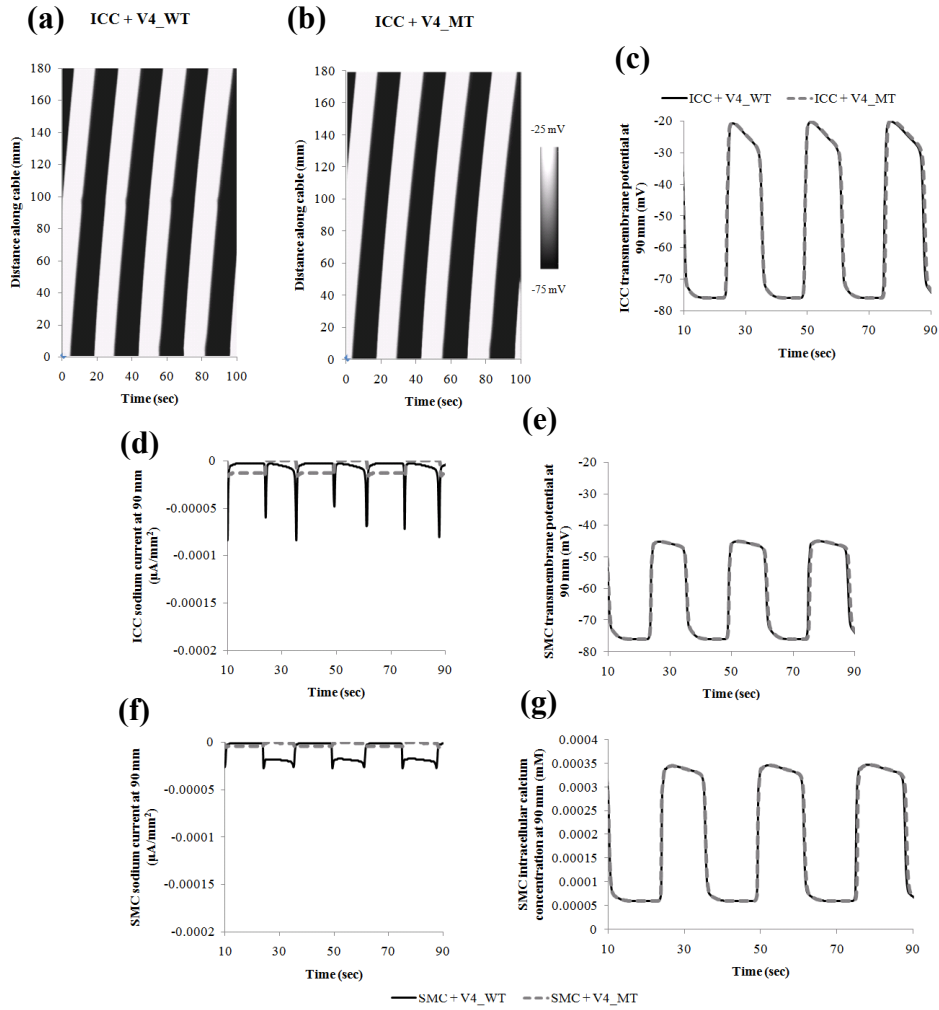 (a) ICC + V4_WT
(b) ICC + V4_MT
(c)
Distance along cable (mm)
180
160
140
120
100
80
60
40
20
0
0 20 40 60 80 100
Time (sec)
Distance along cable (mm)
180
160
140
120
100
80
60
40
20
0
0 20 40 60 80 100
Time (sec)
-25 mV
-75 mV
ICC + V4_WT ICC + V4_MT
ICC transmembrane potential at
90 mm (mV)
-20
-30
-40
-50
-60
-70
-80
10 30 50 70 90
Time (sec)
(d)
ICC sodium current at 90 mm
(µA/mm²)
0
-0.00005
-0.0001
-0.00015
-0.0002
10 30 50 70 90
Time (sec)
(e)
SMC transmembrane potential at
90 mm (mV)
-20
-30
-40
-50
-60
-70
-80
10 30 50 70 90
Time (sec)
(f)
SMC sodium current at 90 mm
(µA/mm²)
0
-0.00005
-0.0001
-0.00015
-0.0002
10 30 50 70 90
Time (sec)
(g)
SMC intracellular calcium
concentration at 90 mm (mM)
0.0004
0.00035
0.0003
0.00025
0.0002
0.00015
0.0001
0.00005
0
10 30 50 70 90
Time (sec)
SMC + V4_WT SMC + V4_MT